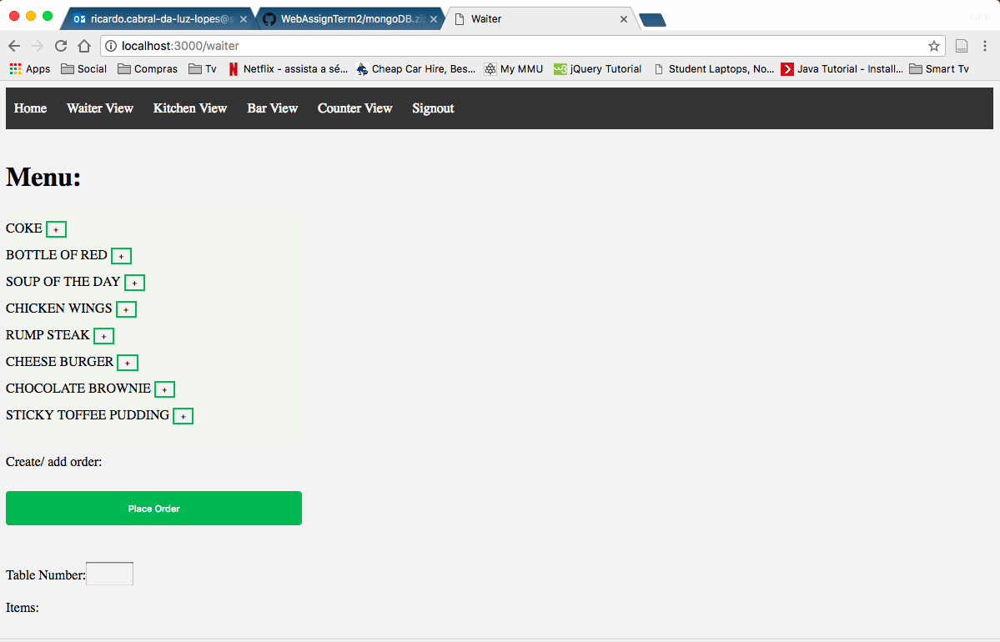 ricardo.cabral-da-luz-lopes@s
WebAssignTerm2/mongoDB.zip
Waiter
localhost:3000/waiter
Apps Social Compras Tv Netflix - assista a sé... Cheap Car Hire, Bes... My MMU jQuery Tutorial Student Laptops, No... Java Tutorial - Install... Smart Tv
Home Waiter View Kitchen View Bar View Counter View Signout
Menu:
COKE +
BOTTLE OF RED +
SOUP OF THE DAY +
CHICKEN WINGS +
RUMP STEAK +
CHEESE BURGER +
CHOCOLATE BROWNIE +
STICKY TOFFEE PUDDING +
Create/ add order:
Place Order
Table Number:
Items: